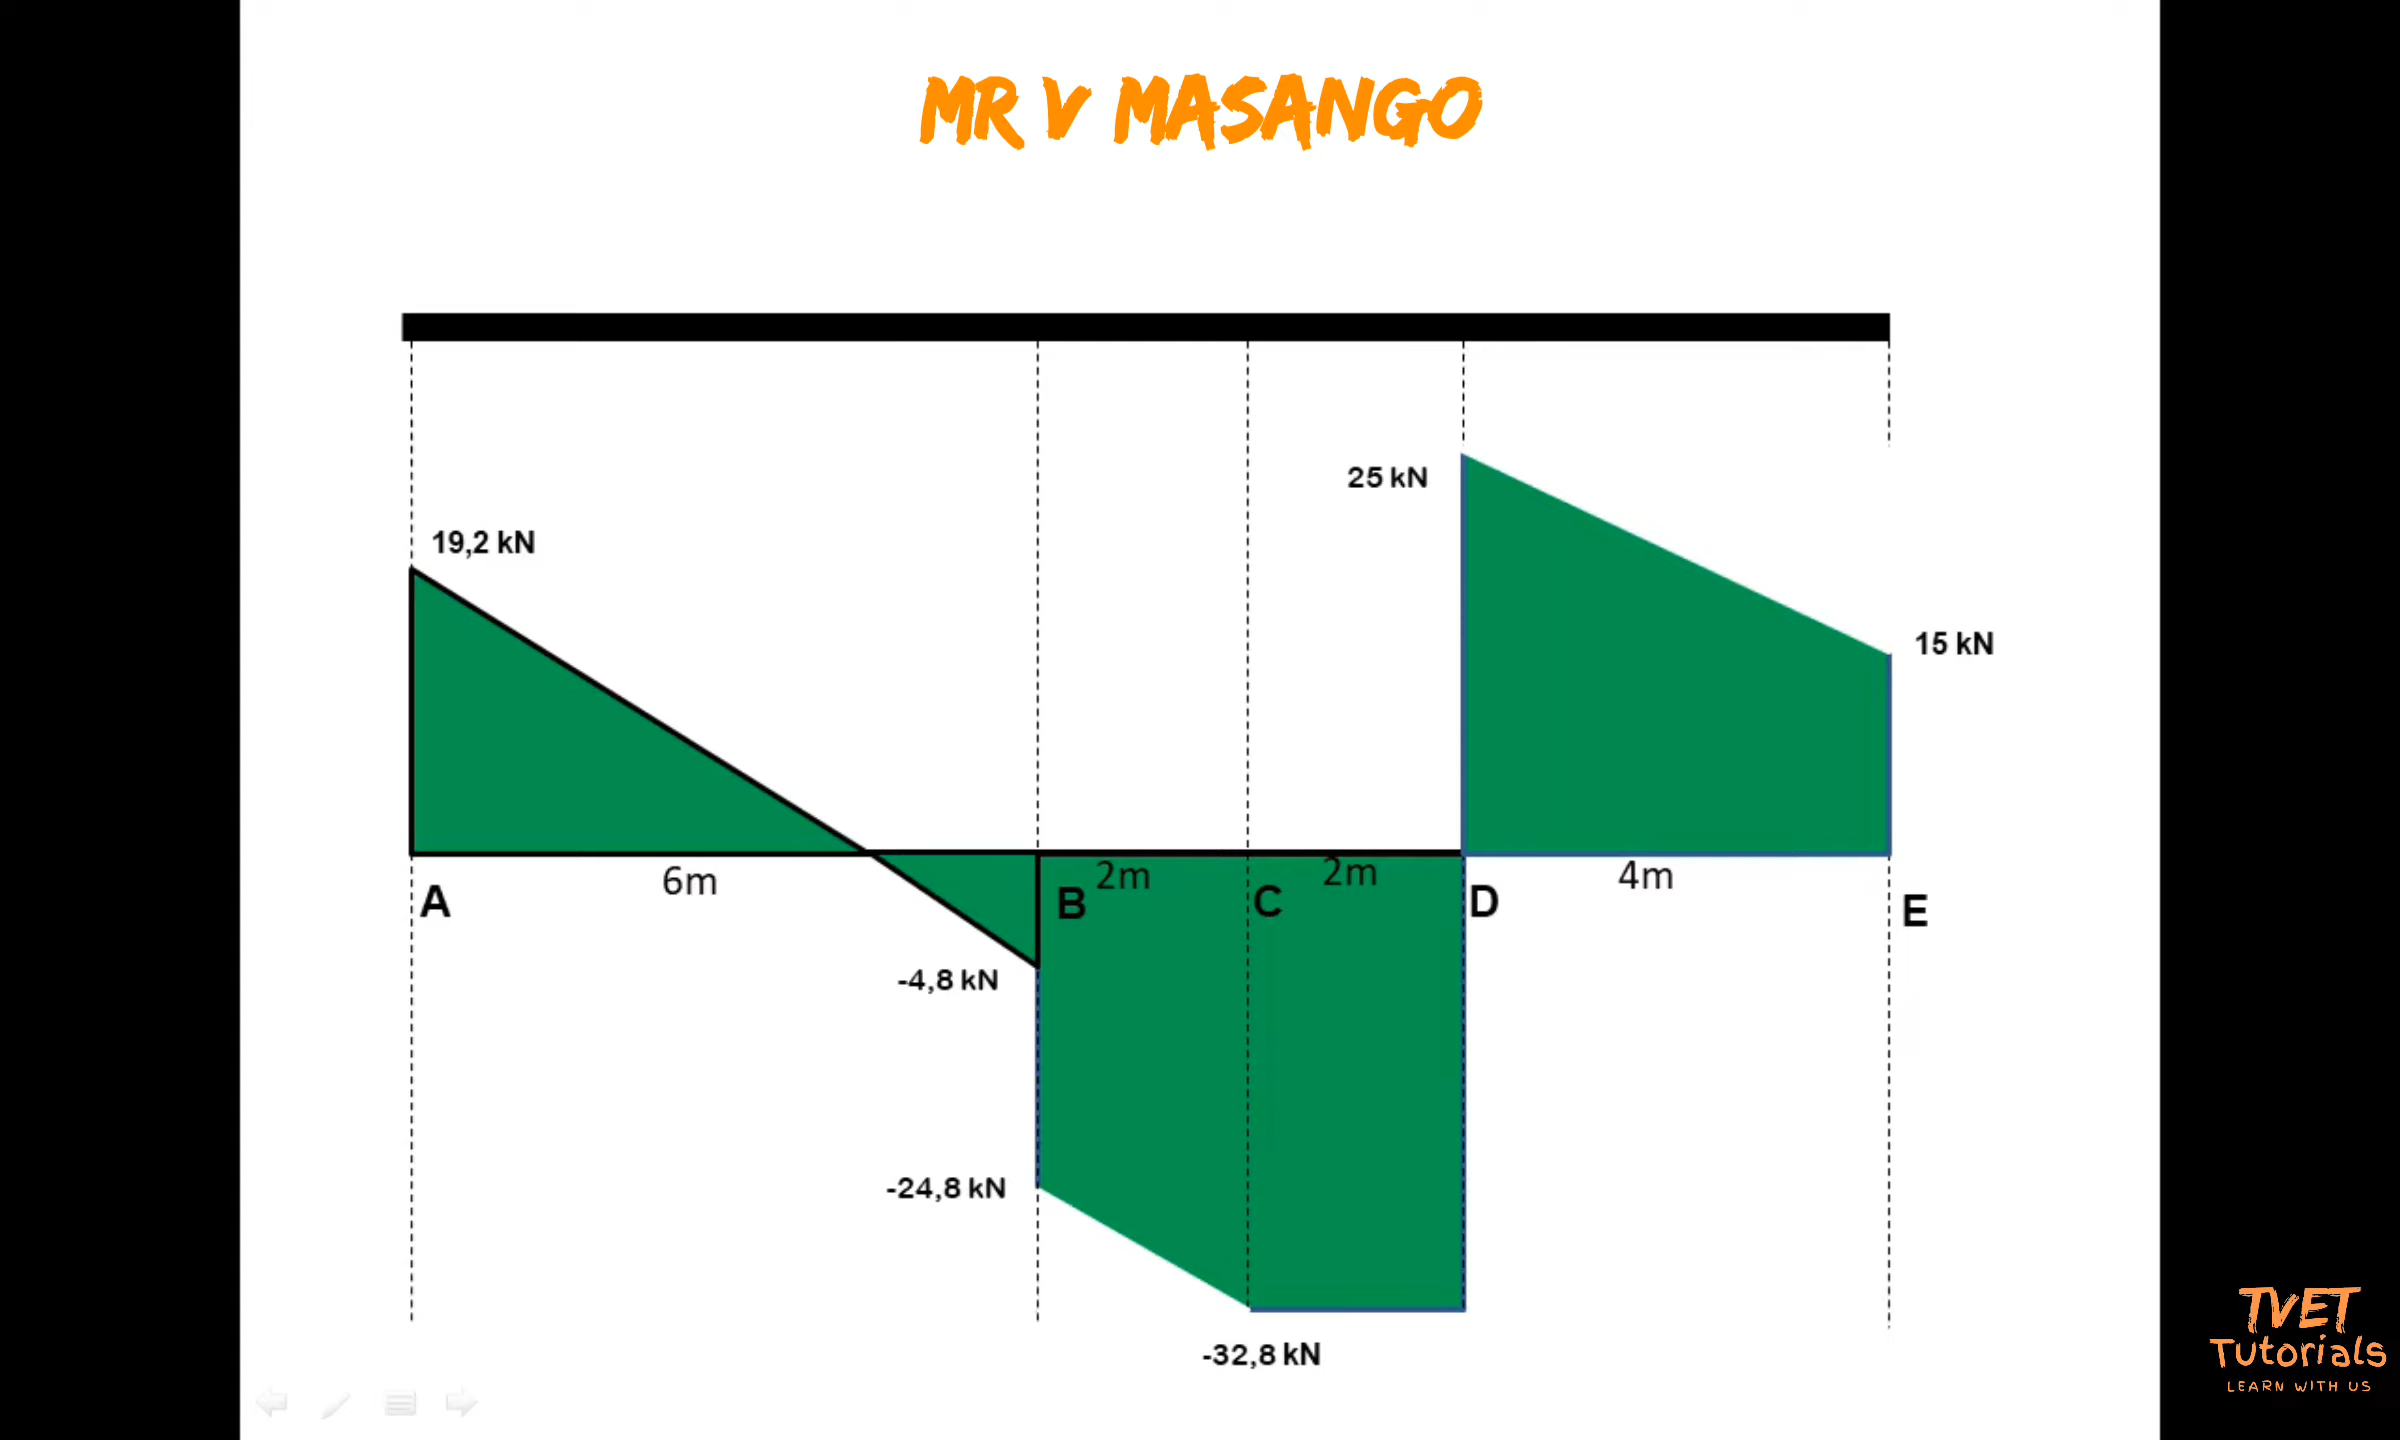 MR V MASANGO
25 kN
19,2 kN
15 kN
6m
2m
2m
4m
A
B
C
D
E
-4,8 kN
-24,8 kN
-32,8 kN
TVET
Tutorials
LEARN WITH US